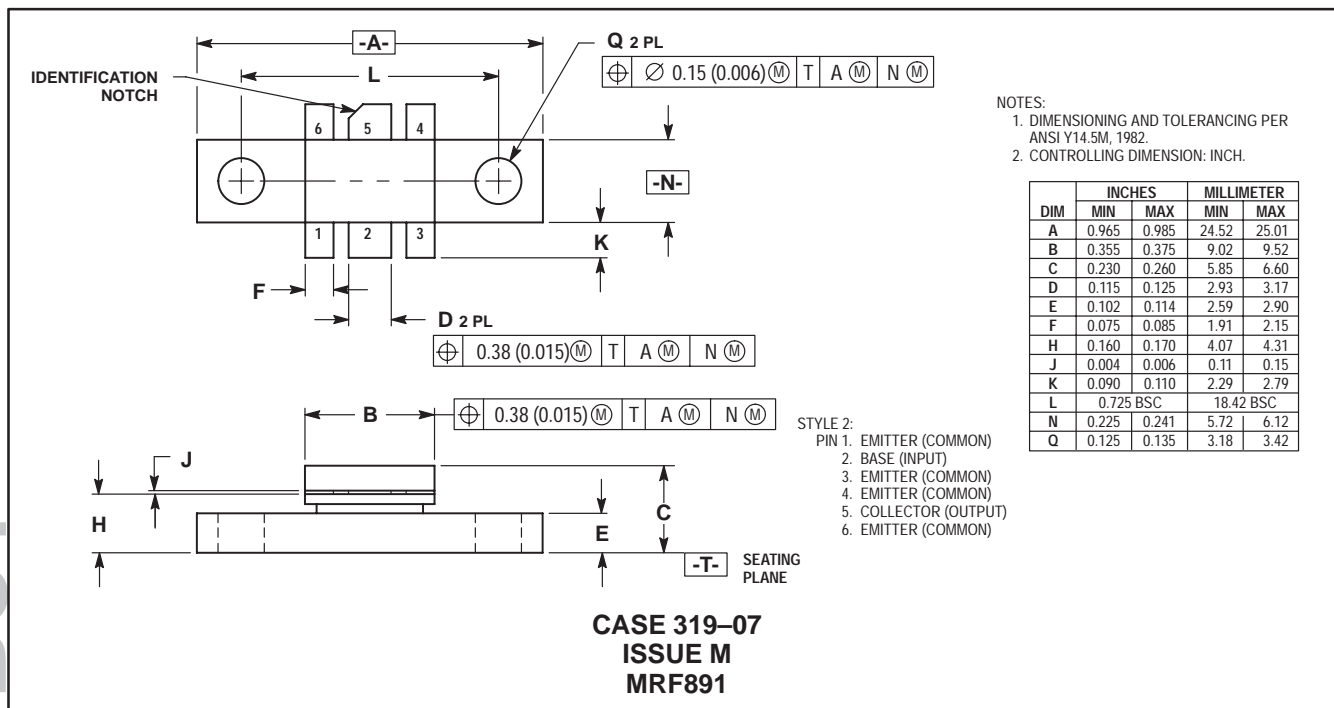 -A-
Q 2 PL
⌖ ∅ 0.15 (0.006) Ⓜ T A Ⓜ N Ⓜ
IDENTIFICATION
NOTCH
L
6 5 4
-N-
1 2 3
K
F
D 2 PL
⌖ 0.38 (0.015) Ⓜ T A Ⓜ N Ⓜ
B
⌖ 0.38 (0.015) Ⓜ T A Ⓜ N Ⓜ
J
H
E
C
-T- SEATING
PLANE
NOTES:
1. DIMENSIONING AND TOLERANCING PER
ANSI Y14.5M, 1982.
2. CONTROLLING DIMENSION: INCH.
INCHES MILLIMETER
DIM MIN MAX MIN MAX
A 0.965 0.985 24.52 25.01
B 0.355 0.375 9.02 9.52
C 0.230 0.260 5.85 6.60
D 0.115 0.125 2.93 3.17
E 0.102 0.114 2.59 2.90
F 0.075 0.085 1.91 2.15
H 0.160 0.170 4.07 4.31
J 0.004 0.006 0.11 0.15
K 0.090 0.110 2.29 2.79
L 0.725 BSC 18.42 BSC
N 0.225 0.241 5.72 6.12
Q 0.125 0.135 3.18 3.42
STYLE 2:
PIN 1. EMITTER (COMMON)
2. BASE (INPUT)
3. EMITTER (COMMON)
4. EMITTER (COMMON)
5. COLLECTOR (OUTPUT)
6. EMITTER (COMMON)
CASE 319–07
ISSUE M
MRF891